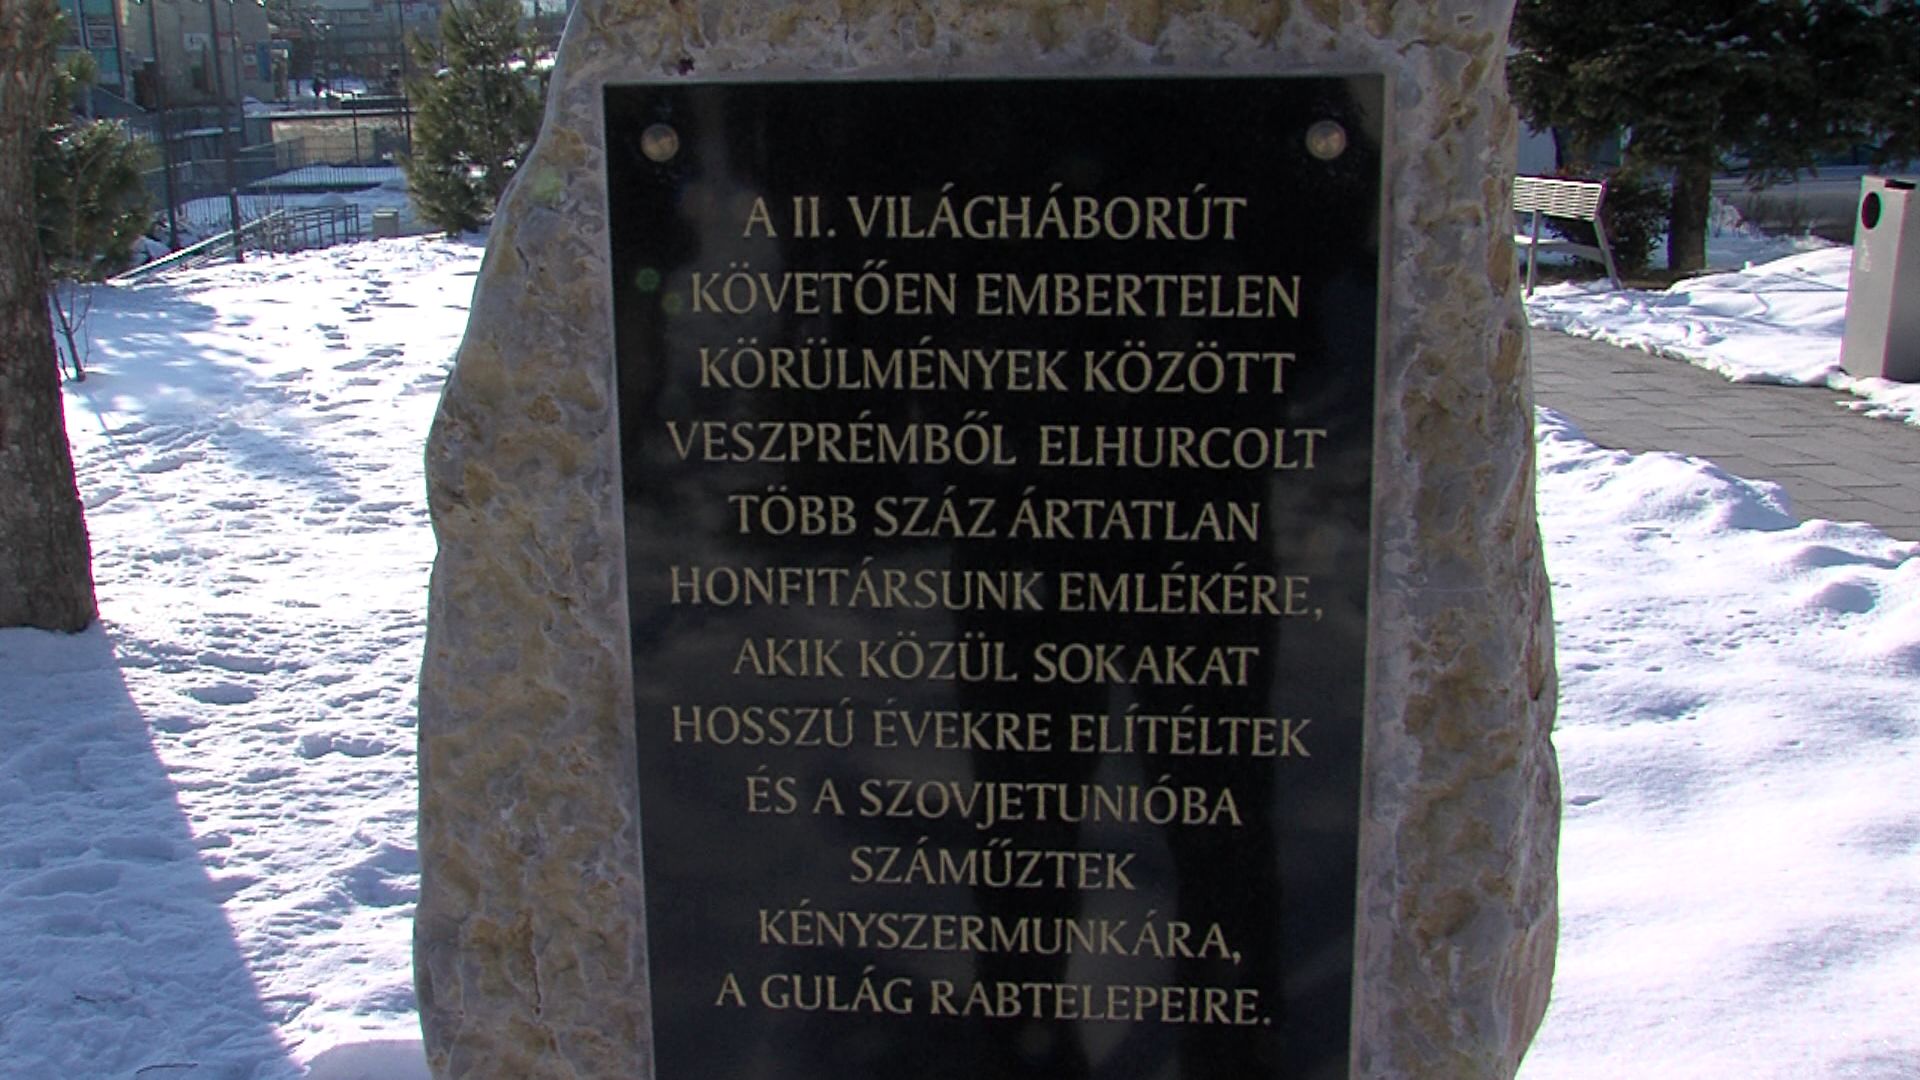 A II. VILÁGHÁBORÚT
KÖVETŐEN EMBERTELEN
KÖRÜLMÉNYEK KÖZÖTT
VESZPRÉMBŐL ELHURCOLT
TÖBB SZÁZ ÁRTATLAN
HONFITÁRSUNK EMLÉKÉRE,
AKIK KÖZÜL SOKAKAT
HOSSZÚ ÉVEKRE ELÍTÉLTEK
ÉS A SZOVJETUNIÓBA
SZÁMŰZTEK
KÉNYSZERMUNKÁRA,
A GULÁG RABTELEPEIRE.